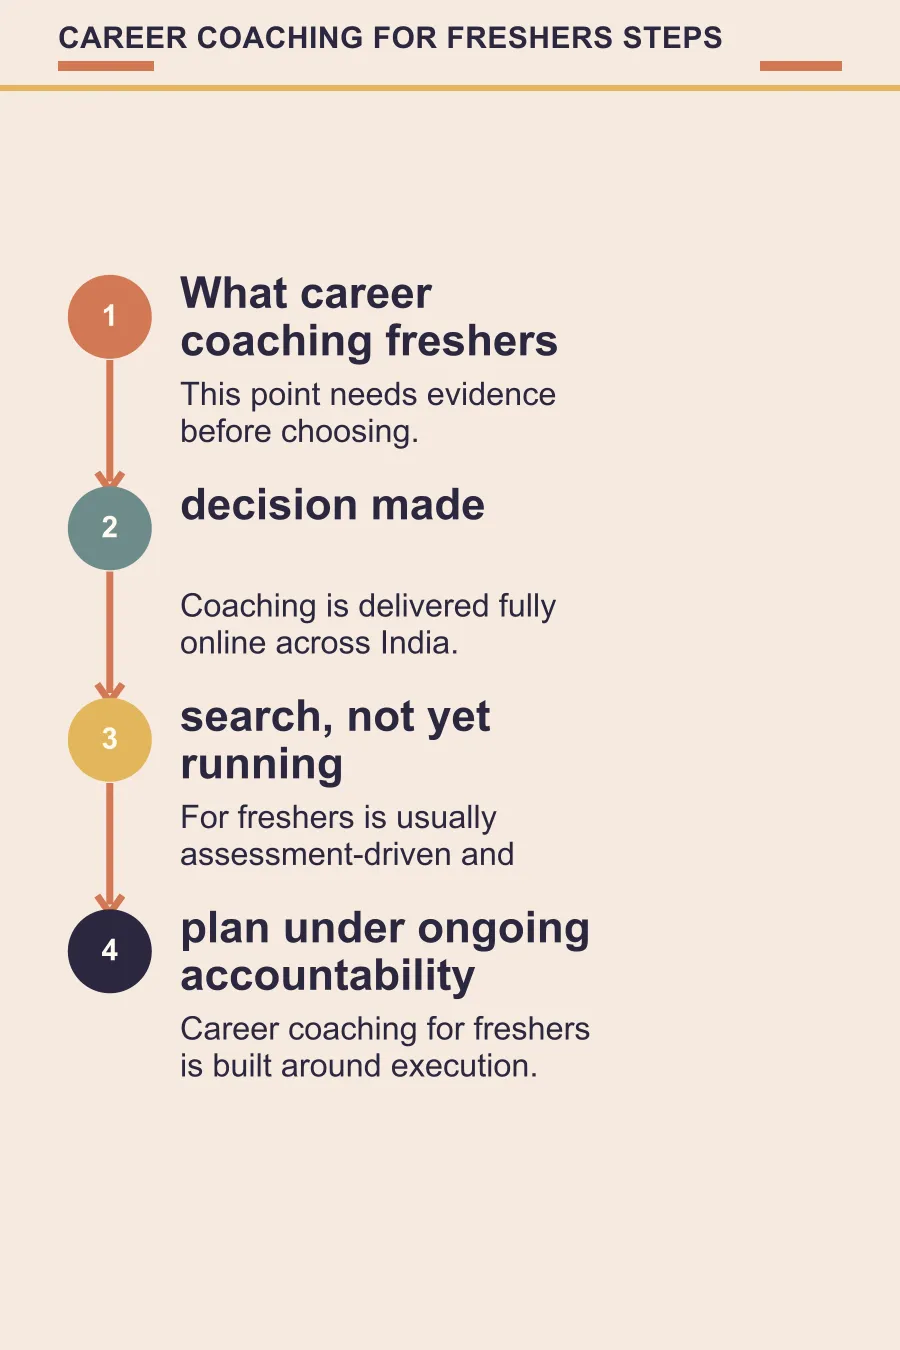 CAREER COACHING FOR FRESHERS STEPS
1
What career
coaching freshers
This point needs evidence
before choosing.
2
decision made
Coaching is delivered fully
online across India.
3
search, not yet
running
For freshers is usually
assessment-driven and
4
plan under ongoing
accountability
Career coaching for freshers
is built around execution.